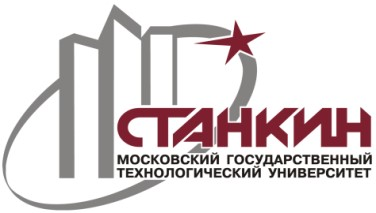 СТАНКИН
МОСКОВСКИЙ ГОСУДАРСТВЕННЫЙ
ТЕХНОЛОГИЧЕСКИЙ УНИВЕРСИТЕТ